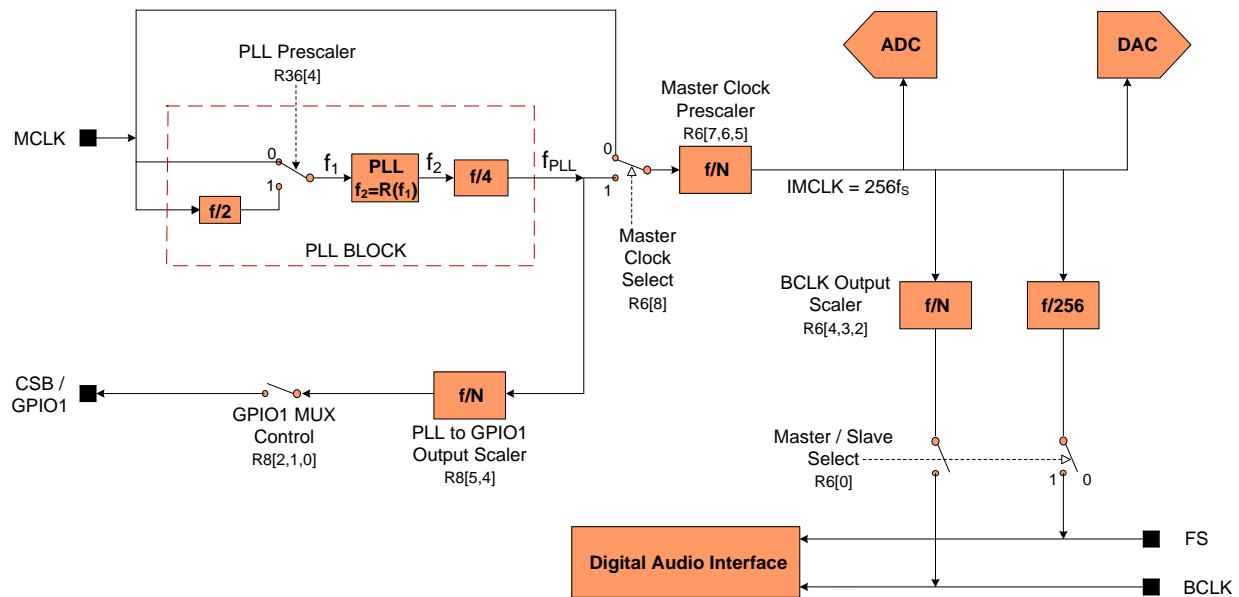 ADC
DAC
PLL Prescaler
R36[4]
Master Clock
Prescaler
R6[7,6,5]
MCLK
0
1
f1
PLL
f2=R(f1)
f2
f/4
fPLL
0
1
f/N
IMCLK = 256fS
f/2
PLL BLOCK
Master
Clock
Select
R6[8]
BCLK Output
Scaler
R6[4,3,2]
f/N
f/256
CSB /
GPIO1
GPIO1 MUX
Control
R8[2,1,0]
f/N
PLL to GPIO1
Output Scaler
R8[5,4]
Master / Slave
Select
R6[0]
1
0
Digital Audio Interface
FS
BCLK